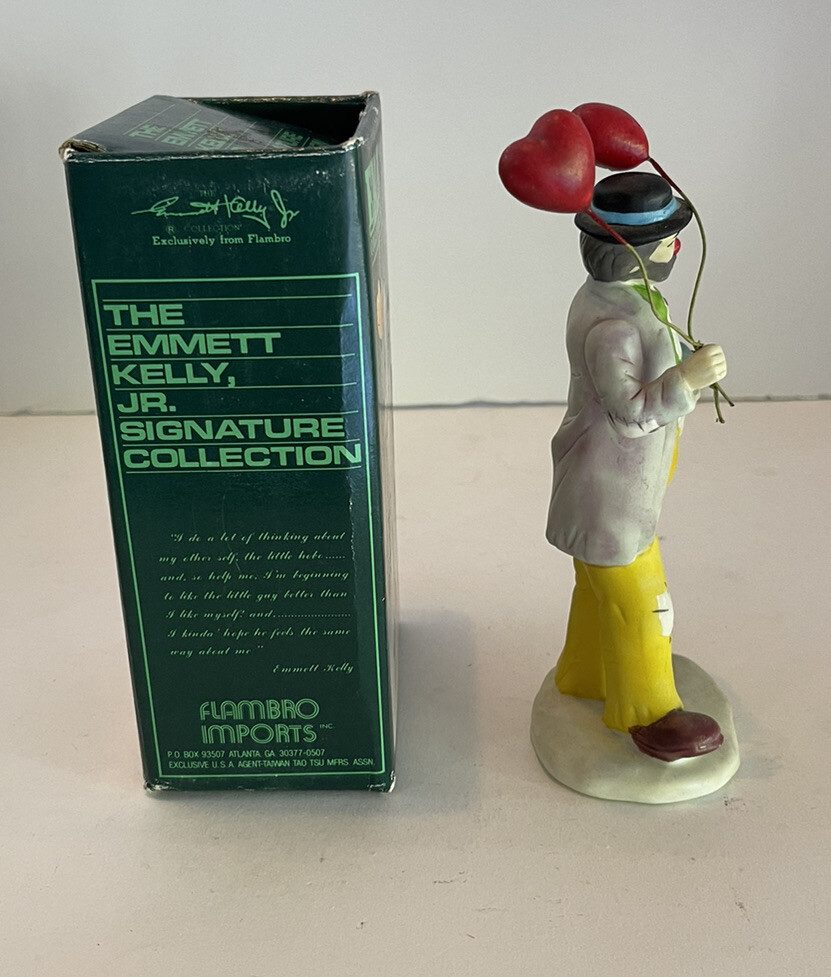 THE
Emmett Kelly Jr
COLLECTION
Exclusively from Flambro
THE
EMMETT
KELLY,
JR.
SIGNATURE
COLLECTION
"I do a lot of thinking about
my other self, the little hobo......
and, so help me, I'm beginning
to like the little guy better than
I like myself! and......................
I kinda' hope he feels the same
way about me."
Emmett Kelly
FLAMBRO
IMPORTS INC.
P.O. BOX 93507 ATLANTA, GA 30377-0507
EXCLUSIVE U.S.A. AGENT-TAIWAN TAO TSU MFRS. ASSN.